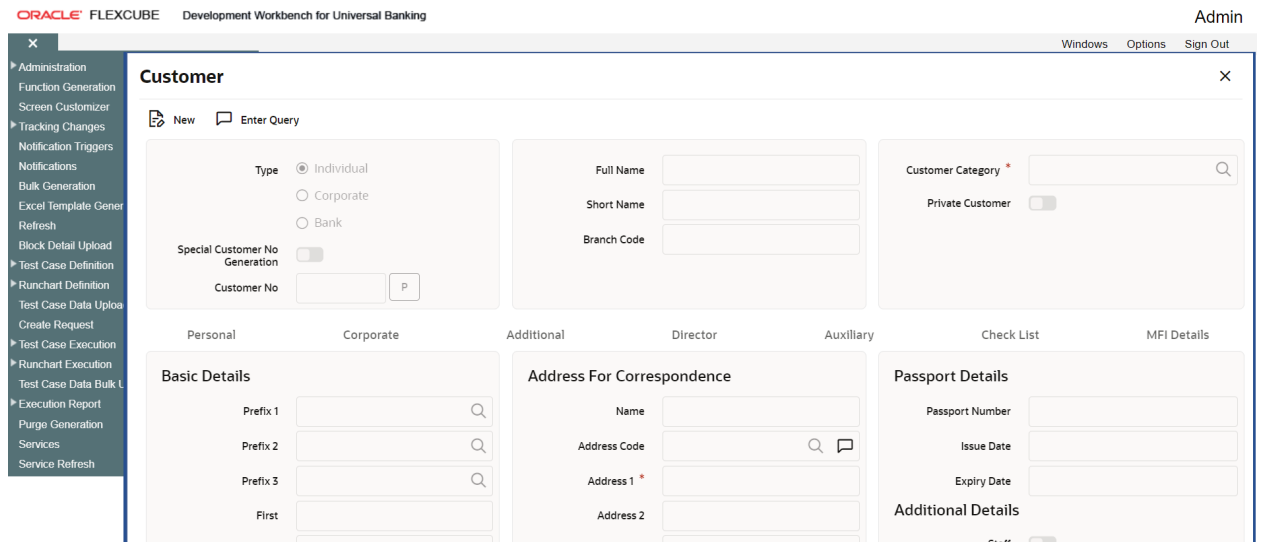 ORACLE FLEXCUBE Development Workbench for Universal Banking
Admin
Windows Options Sign Out
Administration
Function Generation
Screen Customizer
Tracking Changes
Notification Triggers
Notifications
Bulk Generation
Excel Template Gener
Refresh
Block Detail Upload
Test Case Definition
Runchart Definition
Test Case Data Uploa
Create Request
Test Case Execution
Runchart Execution
Test Case Data Bulk U
Execution Report
Purge Generation
Services
Service Refresh
Customer
New Enter Query
Type
Individual
Corporate
Bank
Special Customer No
Generation
Customer No P
Full Name
Short Name
Branch Code
Customer Category *
Private Customer
Personal Corporate Additional Director Auxiliary Check List MFI Details
Basic Details
Prefix 1
Prefix 2
Prefix 3
First
Address For Correspondence
Name
Address Code
Address 1 *
Address 2
Passport Details
Passport Number
Issue Date
Expiry Date
Additional Details